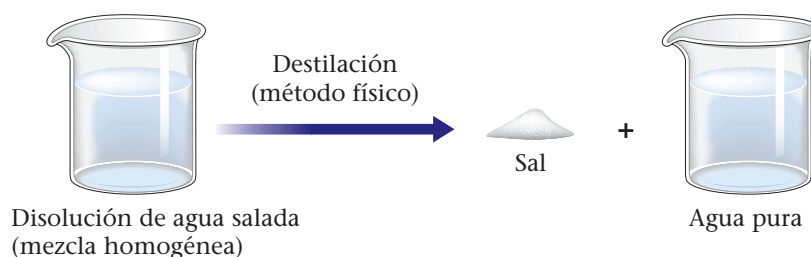 Destilación
(método físico)
Sal
+
Disolución de agua salada
(mezcla homogénea)
Agua pura